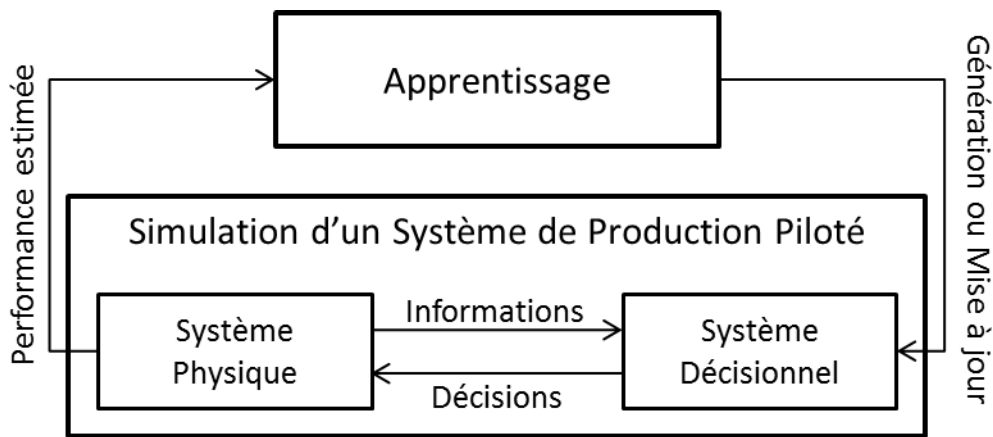 Apprentissage
Performance estimée
Génération ou Mise à jour
Simulation d'un Système de Production Piloté
Système
Physique
Informations
Décisions
Système
Décisionnel